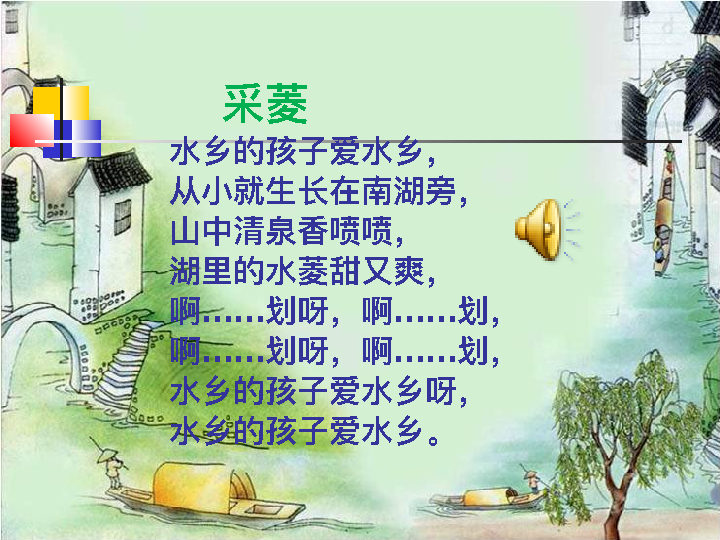 采菱
水乡的孩子爱水乡，
从小就生长在南湖旁，
山中清泉香喷喷，
湖里的水菱甜又爽，
啊……划呀，啊……划，
啊……划呀，啊……划，
水乡的孩子爱水乡呀，
水乡的孩子爱水乡。